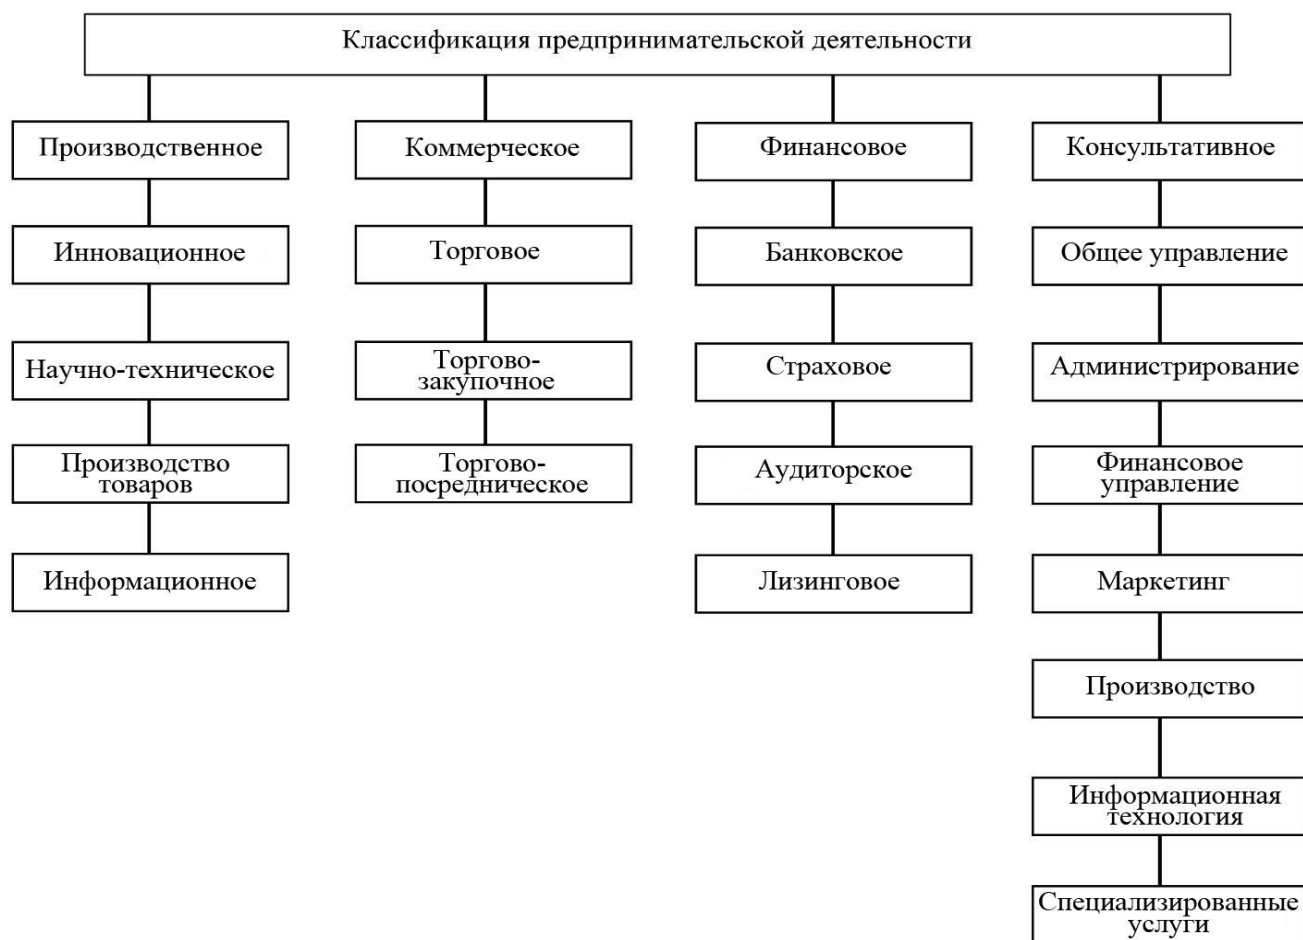 Классификация предпринимательской деятельности
Производственное
Инновационное
Научно-техническое
Производство
товаров
Информационное
Коммерческое
Торговое
Торгово-
закупочное
Торгово-
посредническое
Финансовое
Банковское
Страховое
Аудиторское
Лизинговое
Консультативное
Общее управление
Администрирование
Финансовое
управление
Маркетинг
Производство
Информационная
технология
Специализированные
услуги